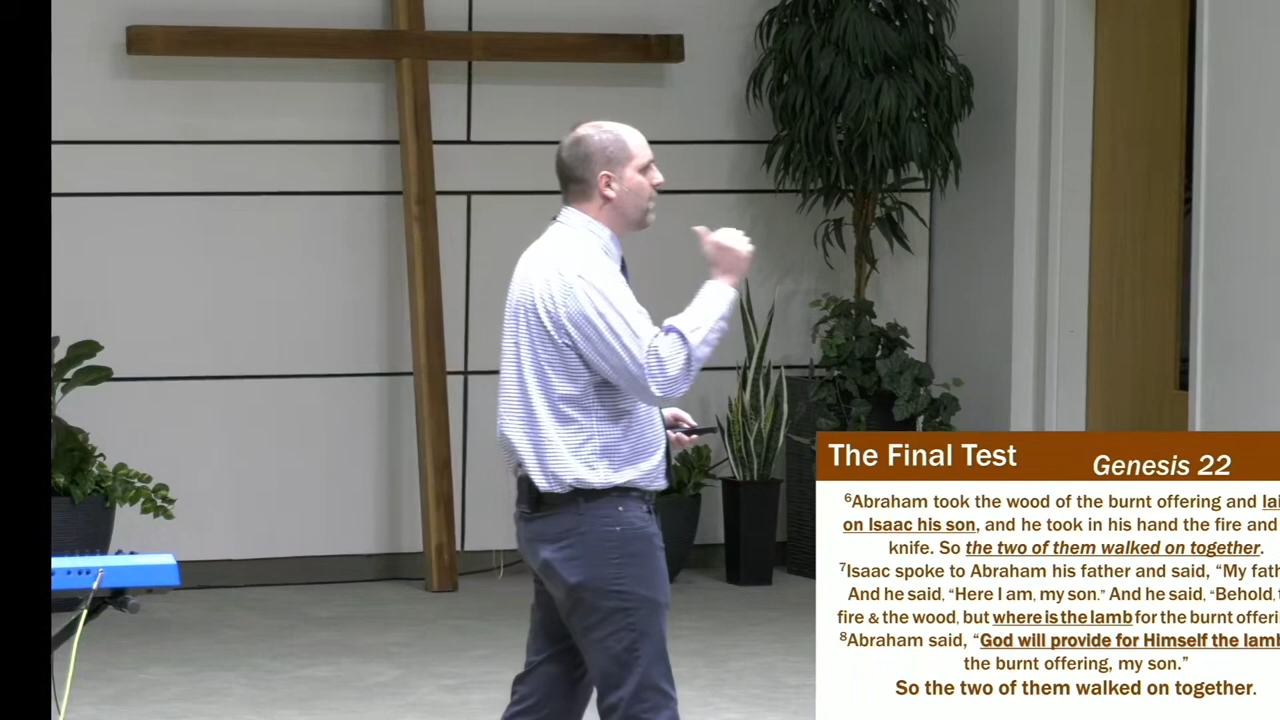 The Final Test
Genesis 22
⁶Abraham took the wood of the burnt offering and
on Isaac his son, and he took in his hand the fire and
knife. So the two of them walked on together.
⁷Isaac spoke to Abraham his father and said, “My
And he said, “Here I am, my son.” And he said, “Behold,
fire & the wood, but where is the lamb for the burnt
⁸Abraham said, “God will provide for Himself the lamb
the burnt offering, my son.”
So the two of them walked on together.